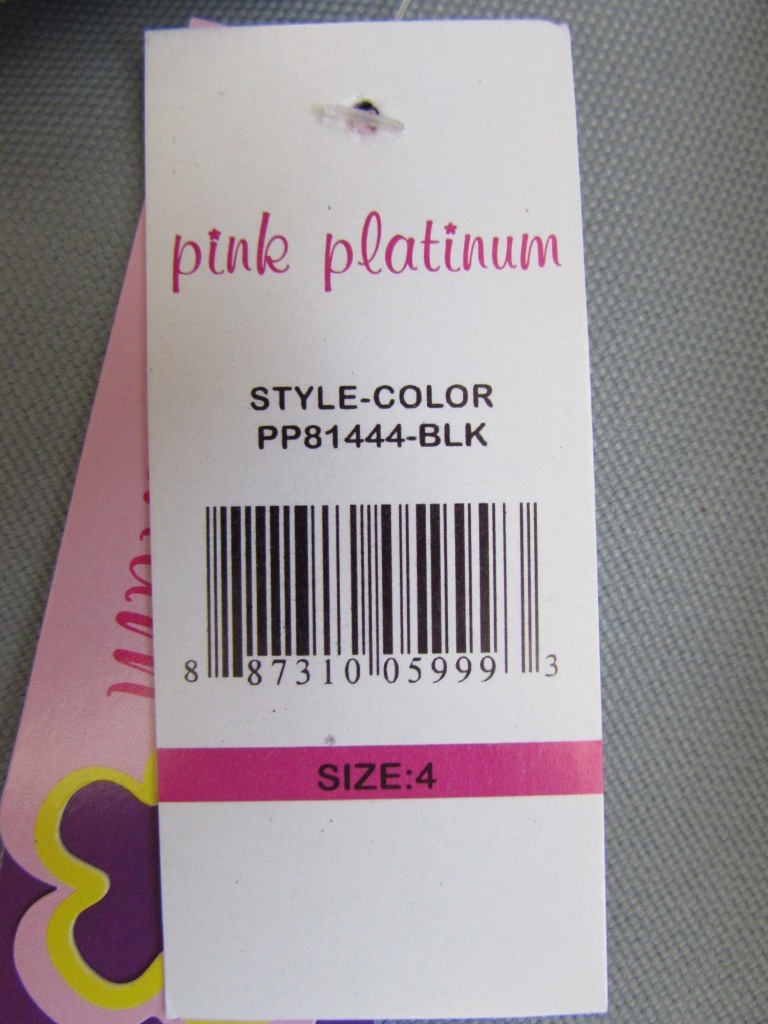 pink platinum
STYLE-COLOR
PP81444-BLK
8 87310 05999 3
SIZE:4